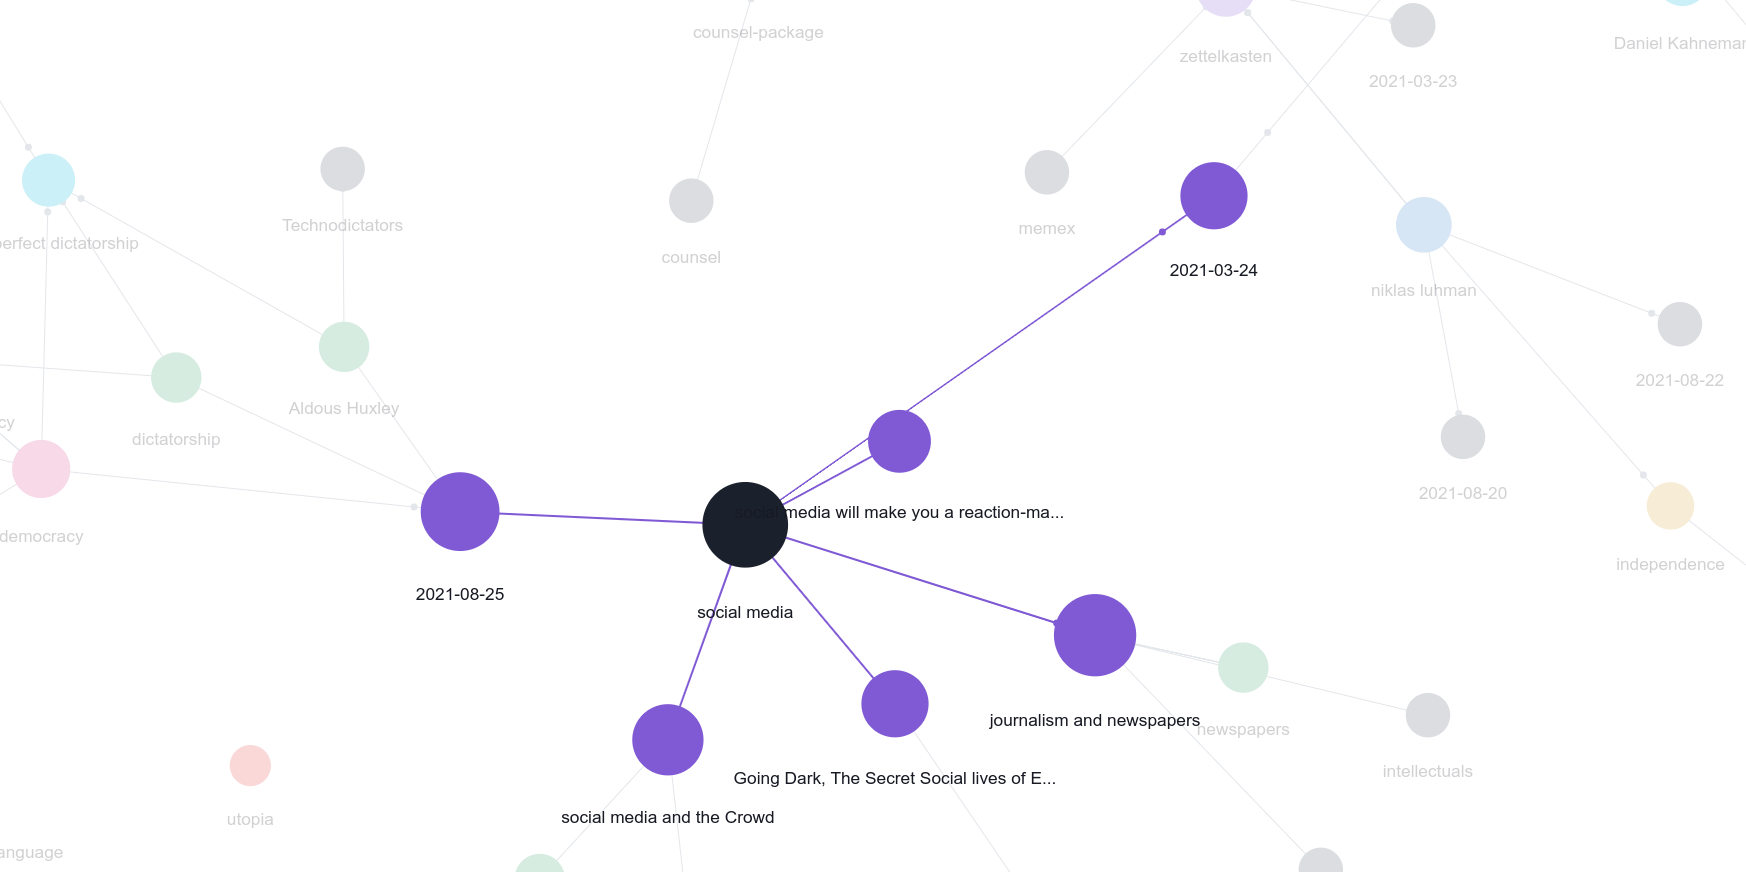 counsel-package
Daniel Kahneman
zettelkasten
2021-03-23
Technodictators
memex
perfect dictatorship
counsel
2021-03-24
niklas luhman
2021-08-22
Aldous Huxley
cy
dictatorship
2021-08-20
social media will make you a reaction-ma...
democracy
independence
2021-08-25
social media
journalism and newspapers
newspapers
intellectuals
Going Dark, The Secret Social lives of E...
social media and the Crowd
utopia
anguage